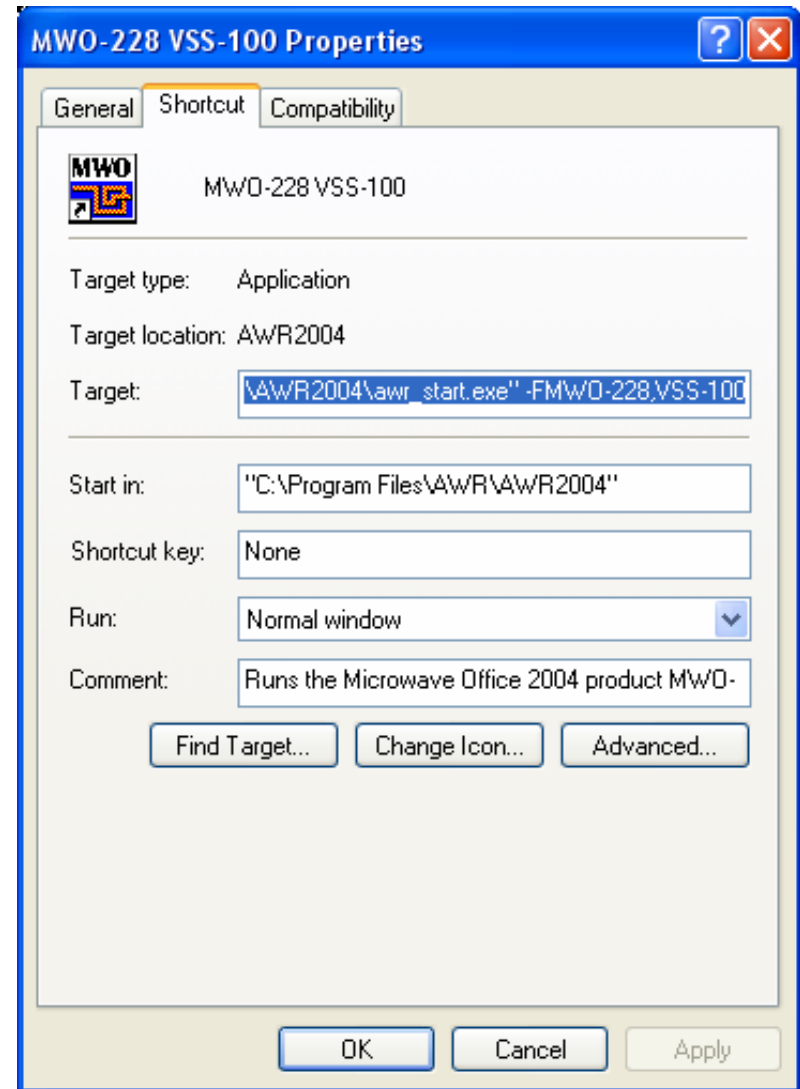 MWO-228 VSS-100 Properties
General Shortcut Compatibility
MWO
MWO-228 VSS-100
Target type: Application
Target location: AWR2004
Target: \AWR2004\awr_start.exe" -FMWO-228,VSS-100
Start in: "C:\Program Files\AWR\AWR2004"
Shortcut key: None
Run: Normal window
Comment: Runs the Microwave Office 2004 product MWO-
Find Target... Change Icon... Advanced...
OK Cancel Apply